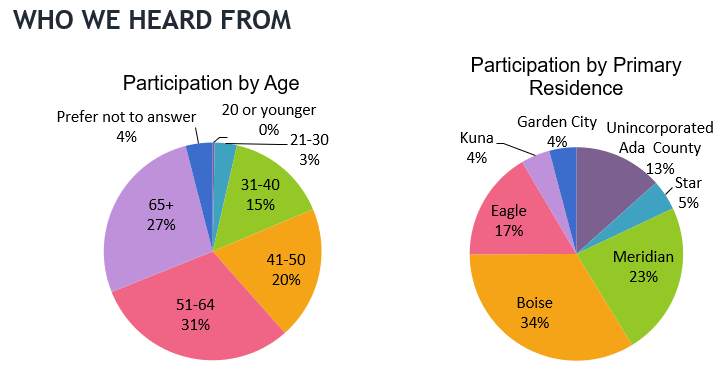 WHO WE HEARD FROM
Participation by Age
Prefer not to answer
4%
20 or younger
0%
21-30
3%
31-40
15%
41-50
20%
51-64
31%
65+
27%
Participation by Primary
Residence
Garden City
4%
Unincorporated
Ada County
13%
Star
5%
Meridian
23%
Boise
34%
Eagle
17%
Kuna
4%